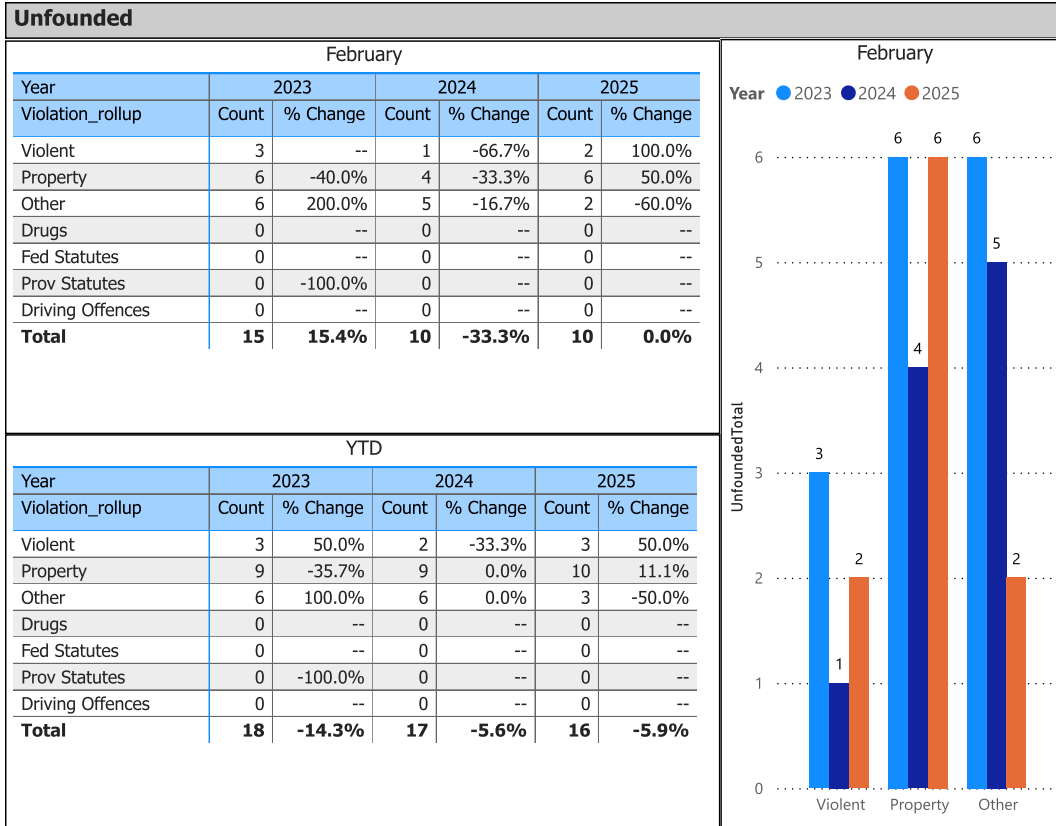 Unfounded
February
Year 2023 2024 2025
Violation_rollup Count % Change Count % Change Count % Change
Violent 3 -- 1 -66.7% 2 100.0%
Property 6 -40.0% 4 -33.3% 6 50.0%
Other 6 200.0% 5 -16.7% 2 -60.0%
Drugs 0 -- 0 -- 0 --
Fed Statutes 0 -- 0 -- 0 --
Prov Statutes 0 -100.0% 0 -- 0 --
Driving Offences 0 -- 0 -- 0 --
Total 15 15.4% 10 -33.3% 10 0.0%
YTD
Year 2023 2024 2025
Violation_rollup Count % Change Count % Change Count % Change
Violent 3 50.0% 2 -33.3% 3 50.0%
Property 9 -35.7% 9 0.0% 10 11.1%
Other 6 100.0% 6 0.0% 3 -50.0%
Drugs 0 -- 0 -- 0 --
Fed Statutes 0 -- 0 -- 0 --
Prov Statutes 0 -100.0% 0 -- 0 --
Driving Offences 0 -- 0 -- 0 --
Total 18 -14.3% 17 -5.6% 16 -5.9%
February
Year 2023 2024 2025
UnfoundedTotal
6 6 6
6
5
5
4
4
3
3
2 2
2
1
1
0
Violent Property Other